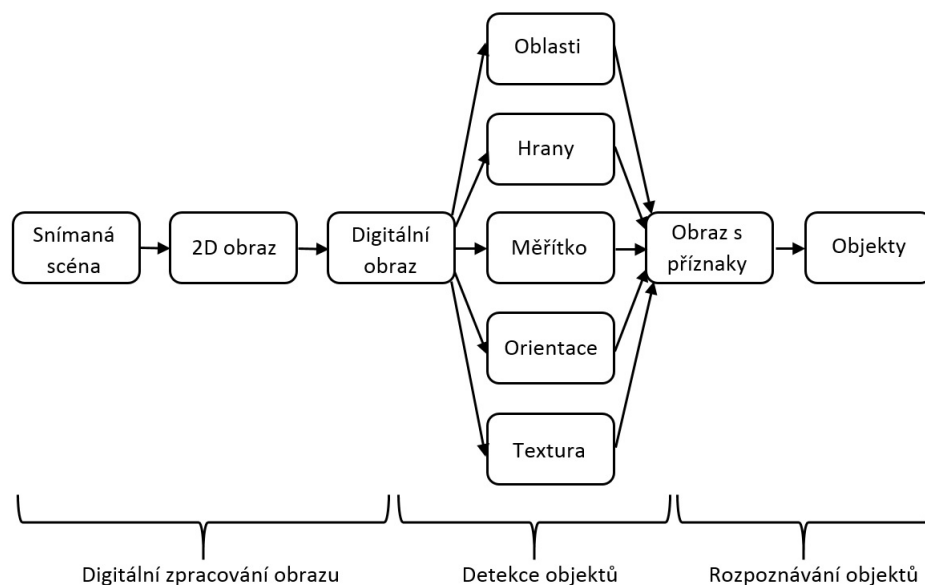 Oblasti
Hrany
Snímaná
scéna
2D obraz
Digitální
obraz
Měřítko
Obraz s
příznaky
Objekty
Orientace
Textura
Digitální zpracování obrazu
Detekce objektů
Rozpoznávání objektů